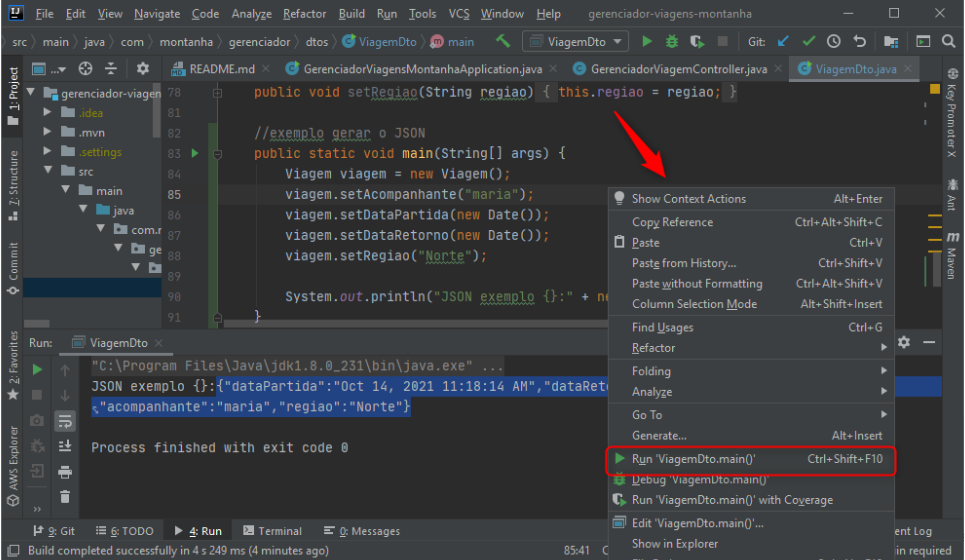 File Edit View Navigate Code Analyze Refactor Build Run Tools VCS Window Help gerenciador-viagens-montanha
src main java com montanha gerenciador dtos ViagemDto main ViagemDto Git:
README.md GerenciadorViagensMontanhaApplication.java GerenciadorViagemController.java ViagemDto.java
1: Project
7: Structure
Commit
2: Favorites
AWS Explorer
gerenciador-viagen
.idea
.mvn
.settings
src
main
java
com.r
ge
78 public void setRegiao(String regiao) { this.regiao = regiao; }
81
82 //exemplo gerar o JSON
83 public static void main(String[] args) {
84 Viagem viagem = new Viagem();
85 viagem.setAcompanhante("maria");
86 viagem.setDataPartida(new Date());
87 viagem.setDataRetorno(new Date());
88 viagem.setRegiao("Norte");
89
90 System.out.println("JSON exemplo {}:" +
91 }
Key Promoter X
Ant
Maven
Show Context Actions Alt+Enter
Copy Reference Ctrl+Alt+Shift+C
Paste Ctrl+V
Paste from History... Ctrl+Shift+V
Paste without Formatting Ctrl+Alt+Shift+V
Column Selection Mode Alt+Shift+Insert
Find Usages Ctrl+G
Refactor
Folding
Analyze
Go To
Generate... Alt+Insert
Run 'ViagemDto.main()' Ctrl+Shift+F10
Debug 'ViagemDto.main()'
Run 'ViagemDto.main()' with Coverage
Edit 'ViagemDto.main()'...
Show in Explorer
Run: ViagemDto
"C:\Program Files\Java\jdk1.8.0_231\bin\java.exe" ...
JSON exemplo {}:{"dataPartida":"Oct 14, 2021 11:18:14 AM","dataReto
,"acompanhante":"maria","regiao":"Norte"}
Process finished with exit code 0
9: Git 6: TODO 4: Run Terminal 0: Messages ent Log
Build completed successfully in 4 s 249 ms (4 minutes ago) 85:41 in required